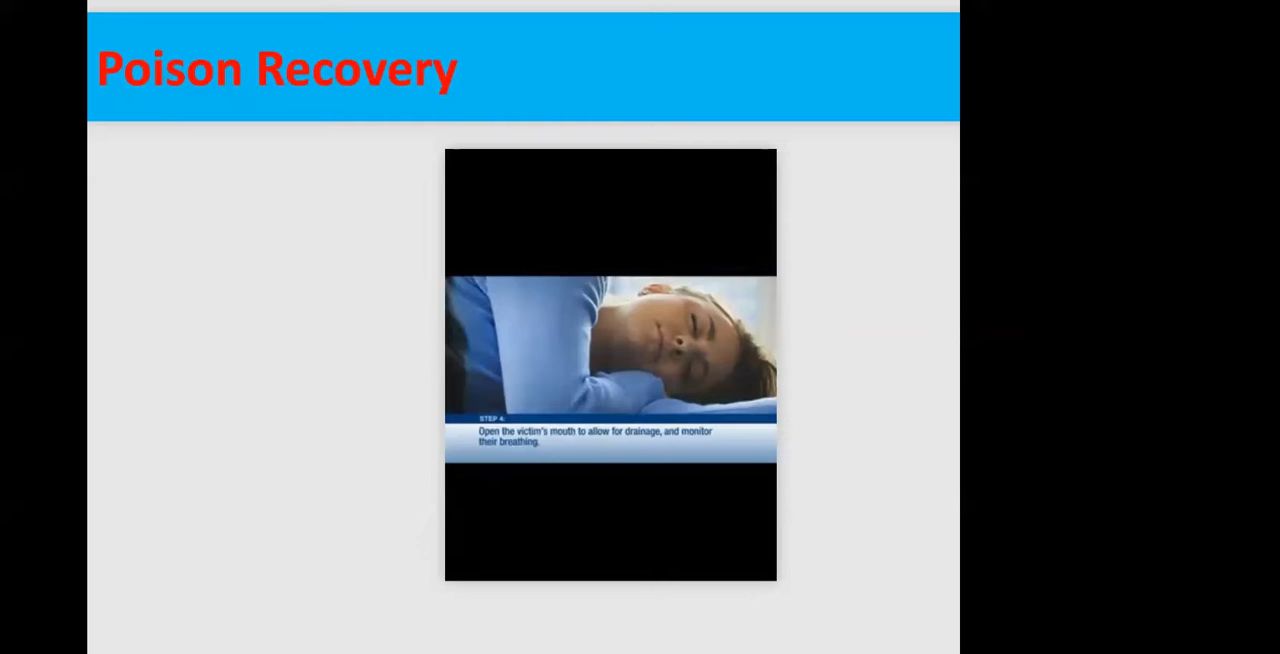 Poison Recovery
STEP 4:
Open the victim's mouth to allow for drainage, and monitor
their breathing.